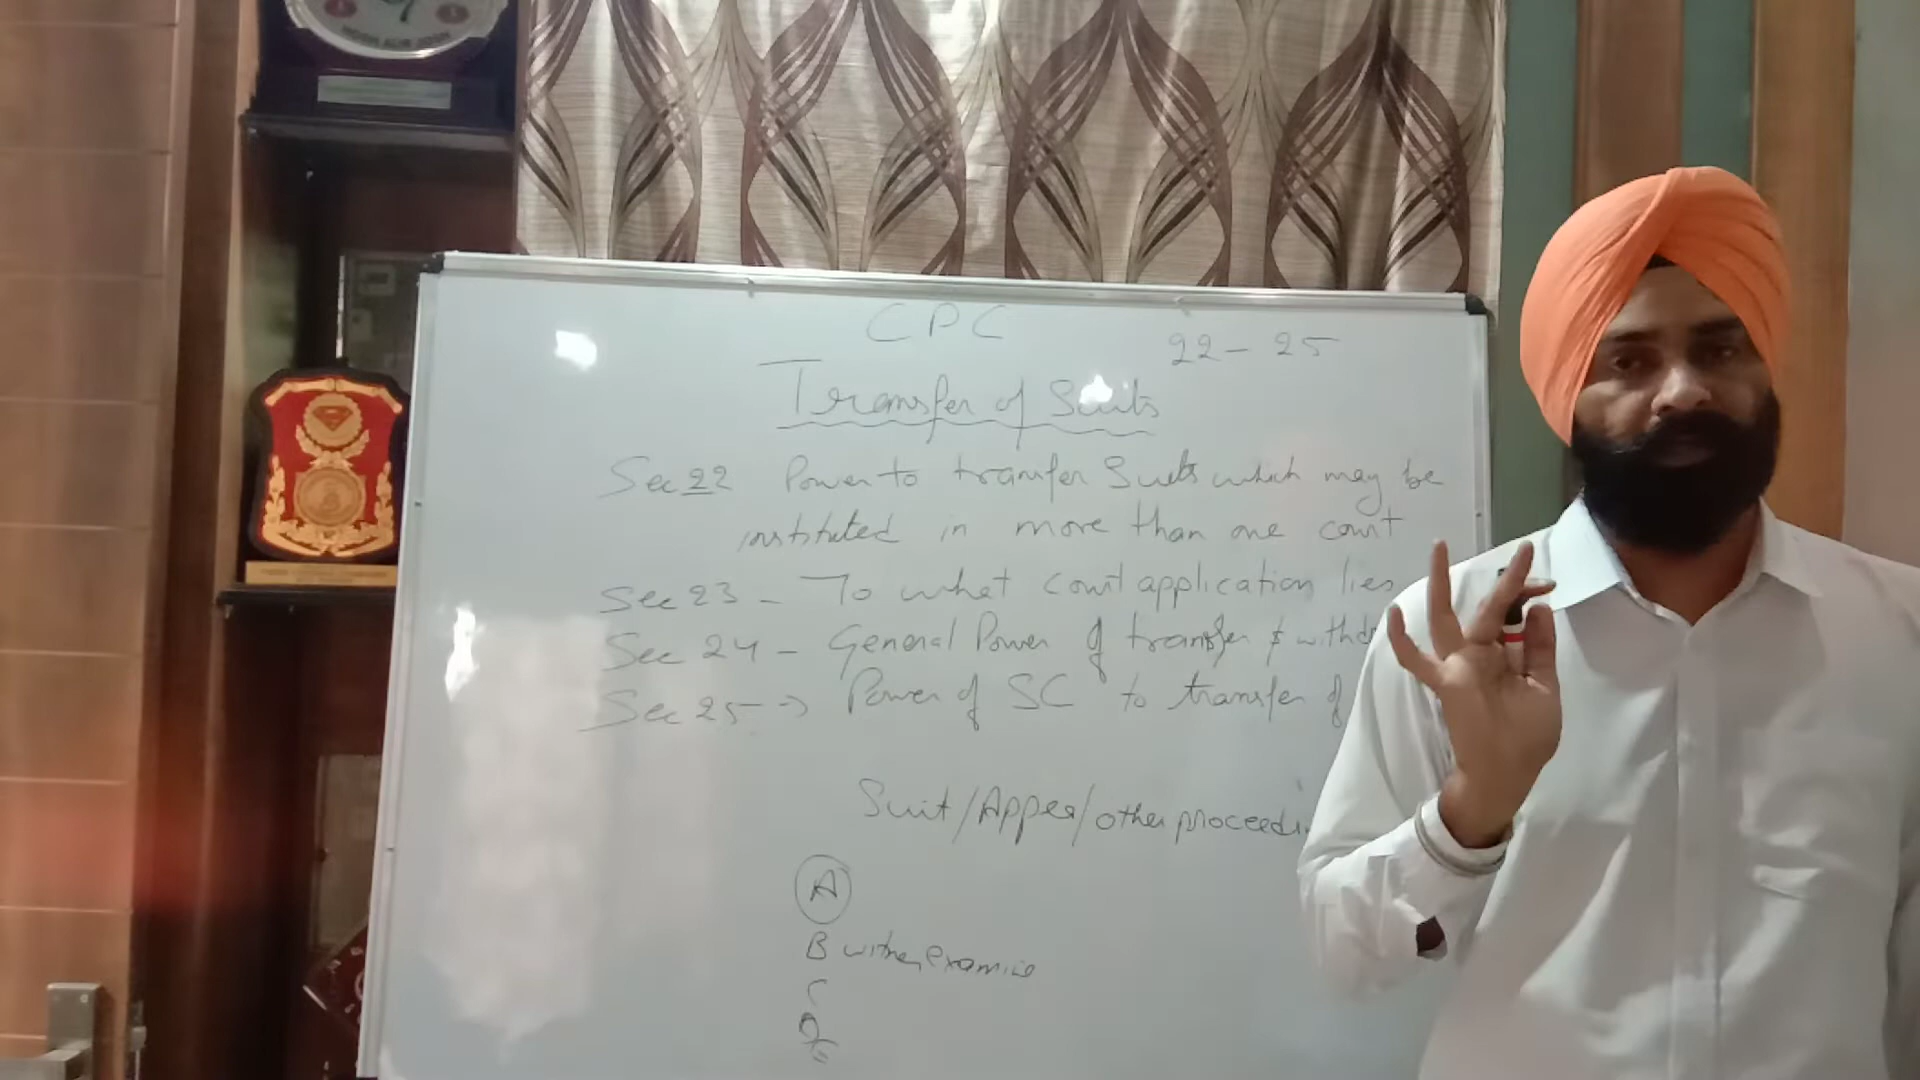 CPC
22-25
Transfer of Suits
Sec 22 Power to transfer Suits which may be
instituted in more than one court
Sec 23 - To what court application lies
Sec 24 - General Power of transfer & withd
Sec 25 → Power of SC to transfer of
Suit/Appea/other proceedi
A
B witnes examine
C
D
E